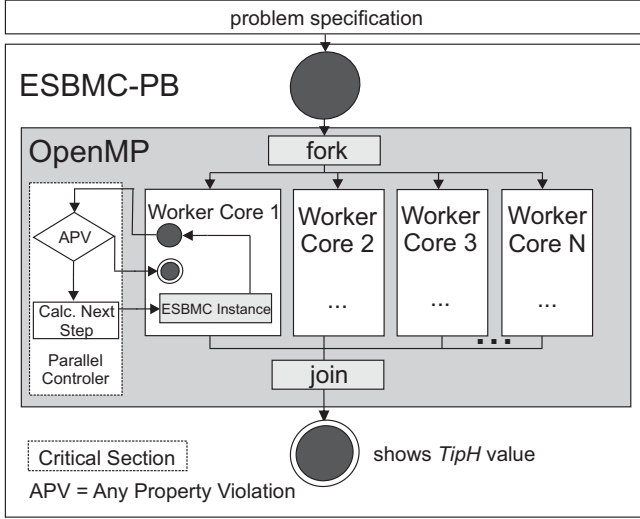 problem specification
ESBMC-PB
OpenMP
fork
Worker Core 1
APV
ESBMC Instance
Calc. Next
Step
Parallel
Controler
Worker
Core 2
...
Worker
Core 3
...
Worker
Core N
...
...
join
shows TipH value
Critical Section
APV = Any Property Violation